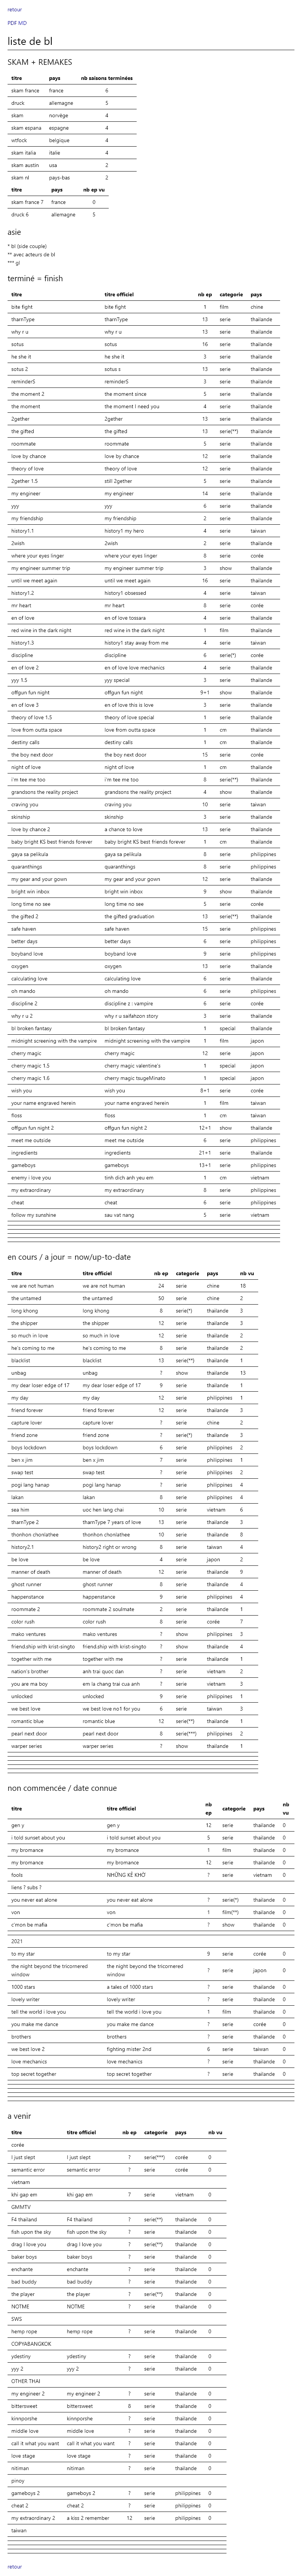 retour
PDF MD
liste de bl
SKAM + REMAKES
titre pays nb saisons terminées
skam france france 6
druck allemagne 5
skam norvège 4
skam espana espagne 4
wtfock belgique 4
skam italia italie 4
skam austin usa 2
skam nl pays-bas 2
titre pays nb ep vu
skam france 7 france 0
druck 6 allemagne 5
asie
* bl (side couple)
** avec acteurs de bl
*** gl
terminé = finish
titre titre officiel nb ep categorie pays
bite fight bite fight 1 film chine
tharnType tharnType 13 serie thailande
why r u why r u 13 serie thailande
sotus sotus 16 serie thailande
he she it he she it 3 serie thailande
sotus 2 sotus s 13 serie thailande
reminderS reminderS 3 serie thailande
the moment 2 the moment since 5 serie thailande
the moment the moment I need you 4 serie thailande
2gether 2gether 13 serie thailande
the gifted the gifted 13 serie(**) thailande
roommate roommate 5 serie thailande
love by chance love by chance 12 serie thailande
theory of love theory of love 12 serie thailande
2gether 1.5 still 2gether 5 serie thailande
my engineer my engineer 14 serie thailande
yyy yyy 6 serie thailande
my friendship my friendship 2 serie thailande
history1.1 history1 my hero 4 serie taiwan
2wish 2wish 2 serie thailande
where your eyes linger where your eyes linger 8 serie corée
my engineer summer trip my engineer summer trip 3 show thailande
until we meet again until we meet again 16 serie thailande
history1.2 history1 obsessed 4 serie taiwan
mr heart mr heart 8 serie corée
en of love en of love tossara 4 serie thailande
red wine in the dark night red wine in the dark night 1 film thailande
history1.3 history1 stay away from me 4 serie taiwan
discipline discipline 6 serie(*) corée
en of love 2 en of love love mechanics 4 serie thailande
yyy 1.5 yyy special 3 serie thailande
offgun fun night offgun fun night 9+1 show thailande
en of love 3 en of love this is love 3 serie thailande
theory of love 1.5 theory of love special 1 serie thailande
love from outta space love from outta space 1 cm thailande
destiny calls destiny calls 1 cm thailande
the boy next door the boy next door 15 serie corée
night of love night of love 1 cm thailande
i'm tee me too i'm tee me too 8 serie(**) thailande
grandsons the reality project grandsons the reality project 4 show thailande
craving you craving you 10 serie taiwan
skinship skinship 3 serie thailande
love by chance 2 a chance to love 13 serie thailande
baby bright KS best friends forever baby bright KS best friends forever 1 cm thailande
gaya sa pelikula gaya sa pelikula 8 serie philippines
quaranthings quaranthings 8 serie philippines
my gear and your gown my gear and your gown 12 serie thailande
bright win inbox bright win inbox 9 show thailande
long time no see long time no see 5 serie corée
the gifted 2 the gifted graduation 13 serie(**) thailande
safe haven safe haven 15 serie philippines
better days better days 6 serie philippines
boyband love boyband love 9 serie philippines
oxygen oxygen 13 serie thailande
calculating love calculating love 6 serie thailande
oh mando oh mando 6 serie philippines
discipline 2 discipline z : vampire 6 serie corée
why r u 2 why r u saifahzon story 3 serie thailande
bl broken fantasy bl broken fantasy 1 special thailande
midnight screening with the vampire midnight screening with the vampire 1 film japon
cherry magic cherry magic 12 serie japon
cherry magic 1.5 cherry magic valentine's 1 special japon
cherry magic 1.6 cherry magic tsugeMinato 1 special japon
wish you wish you 8+1 serie corée
your name engraved herein your name engraved herein 1 film taiwan
floss floss 1 cm taiwan
offgun fun night 2 offgun fun night 2 12+1 show thailande
meet me outside meet me outside 6 serie philippines
ingredients ingredients 21+1 serie thailande
gameboys gameboys 13+1 serie philippines
enemy i love you tình địch anh yeu em 1 cm vietnam
my extraordinary my extraordinary 8 serie philippines
cheat cheat 6 serie philippines
follow my sunshine sau vat nang 5 serie vietnam
en cours / a jour = now/up-to-date
titre titre officiel nb ep categorie pays nb vu
we are not human we are not human 24 serie chine 18
the untamed the untamed 50 serie chine 2
long khong long khong 8 serie(*) thailande 3
the shipper the shipper 12 serie thailande 3
so much in love so much in love 12 serie thailande 2
he's coming to me he's coming to me 8 serie thailande 2
blacklist blacklist 13 serie(**) thailande 1
unbag unbag ? show thailande 13
my dear loser edge of 17 my dear loser edge of 17 9 serie thailande 1
my day my day 12 serie philippines 1
friend forever friend forever 12 serie thailande 3
capture lover capture lover ? serie chine 2
friend zone friend zone ? serie(*) thailande 3
boys lockdown boys lockdown 6 serie philippines 2
ben x jim ben x jim ? serie philippines 1
swap test swap test ? serie philippines 2
pogi lang hanap pogi lang hanap ? serie philippines 4
lakan lakan 8 serie philippines 4
sea him uoc hen lang chai 10 serie vietnam 6
tharnType 2 tharnType 7 years of love 13 serie thailande 3
thonhon chonlathee thonhon chonlathee 10 serie thailande 8
history2.1 history2 right or wrong 8 serie taiwan 4
be love be love 4 serie japon 2
manner of death manner of death 12 serie thailande 9
ghost runner ghost runner 8 serie thailande 4
happenstance happenstance 9 serie philippines 4
roommate 2 roommate 2 soulmate 2 serie thailande 1
color rush color rush 8 serie corée 7
mako ventures mako ventures ? show philippines 3
friend.ship with krist-singto friend.ship with krist-singto ? show thailande 4
together with me together with me ? serie thailande 1
nation's brother anh trai quoc dan ? serie vietnam 2
you are ma boy em la chang trai cua anh ? serie vietnam 3
unlocked unlocked 9 serie philippines 1
we best love we best love no1 for you 6 serie taiwan 3
romantic blue romantic blue 12 serie(**) thailande 1
pearl next door pearl next door 8 serie(***) philippines 2
warper series warper series ? show thailande 1
non commencée / date connue
titre titre officiel nb ep categorie pays nb vu
gen y gen y 12 serie thailande 0
i told sunset about you i told sunset about you 5 serie thailande 0
my bromance my bromance 1 film thailande 0
my bromance my bromance 12 serie thailande 0
fools NHỮNG KẺ KHỜ ? serie vietnam 0
liens ? subs ?
you never eat alone you never eat alone ? serie(*) thailande 0
von von 1 film(**) thailande 0
c'mon be mafia c'mon be mafia ? show thailande 0
2021
to my star to my star 9 serie corée 0
the night beyond the tricornered window the night beyond the tricornered window ? serie japon 0
1000 stars a tales of 1000 stars ? serie thailande 0
lovely writer lovely writer ? serie thailande 0
tell the world i love you tell the world i love you 1 film thailande 0
you make me dance you make me dance ? serie corée 0
brothers brothers ? serie thailande 0
we best love 2 fighting mister 2nd 6 serie taiwan 0
love mechanics love mechanics ? serie thailande 0
top secret together top secret together ? serie thailande 0
a venir
titre titre officiel nb ep categorie pays nb vu
corée
I just slept I just slept ? serie(***) corée 0
semantic error semantic error ? serie corée 0
vietnam
khi gap em khi gap em ? serie vietnam 0
GMMTV
F4 thailand F4 thailand ? serie(**) thailande 0
fish upon the sky fish upon the sky ? serie thailande 0
drag I love you drag I love you ? serie(**) thailande 0
baker boys baker boys ? serie thailande 0
enchante enchante ? serie thailande 0
bad buddy bad buddy ? serie thailande 0
the player the player ? serie(**) thailande 0
NOTME NOTME ? serie thailande 0
SWS
hemp rope hemp rope ? serie thailande 0
COPYABANGKOK
ydestiny ydestiny ? serie thailande 0
yyy 2 yyy 2 ? serie thailande 0
OTHER THAI
my engineer 2 my engineer 2 ? serie thailande 0
bittersweet bittersweet 8 serie thailande 0
kinnporshe kinnporsche ? serie thailande 0
middle love middle love ? serie thailande 0
call it what you want call it what you want ? serie thailande 0
love stage love stage ? serie thailande 0
nitiman nitiman ? serie thailande 0
pinoy
gameboys 2 gameboys 2 ? serie philippines 0
cheat 2 cheat 2 ? serie philippines 0
my extraordinary 2 a kiss 2 remember 12 serie philippines 0
taiwan
retour